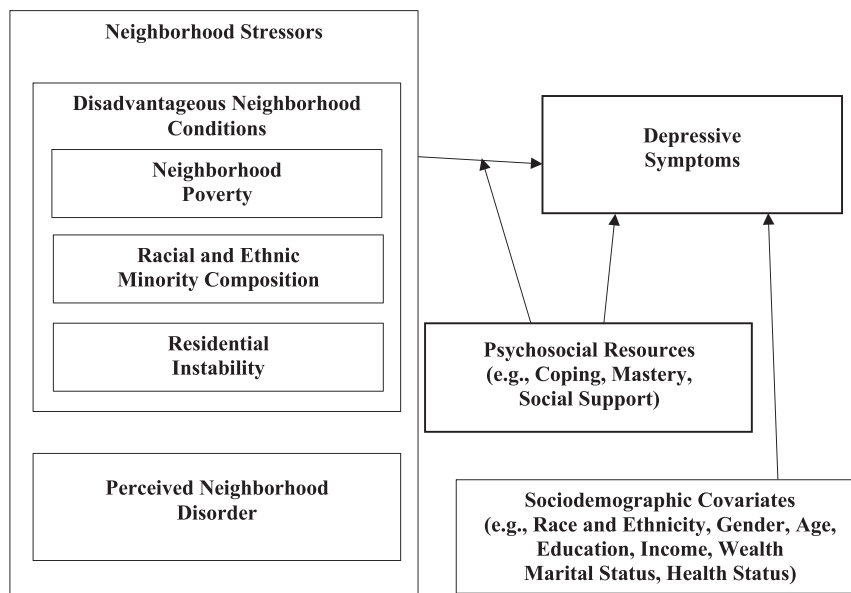 Neighborhood Stressors
Disadvantageous Neighborhood
Conditions
Neighborhood
Poverty
Racial and Ethnic
Minority Composition
Residential
Instability
Perceived Neighborhood
Disorder
Depressive
Symptoms
Psychosocial Resources
(e.g., Coping, Mastery,
Social Support)
Sociodemographic Covariates
(e.g., Race and Ethnicity, Gender, Age,
Education, Income, Wealth
Marital Status, Health Status)